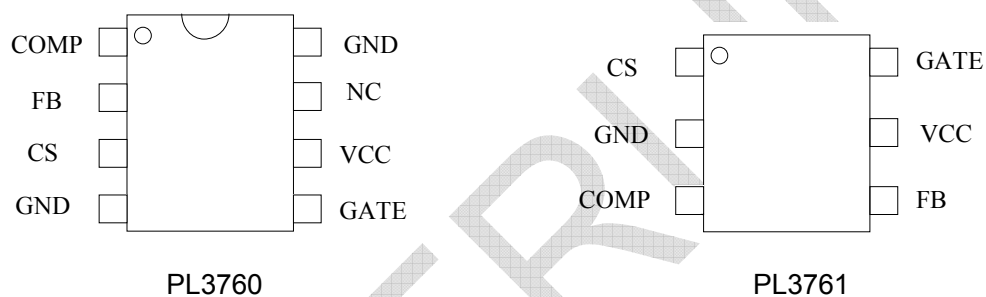 COMP
FB
CS
GND
GND
NC
VCC
GATE
PL3760
CS
GND
COMP
GATE
VCC
FB
PL3761